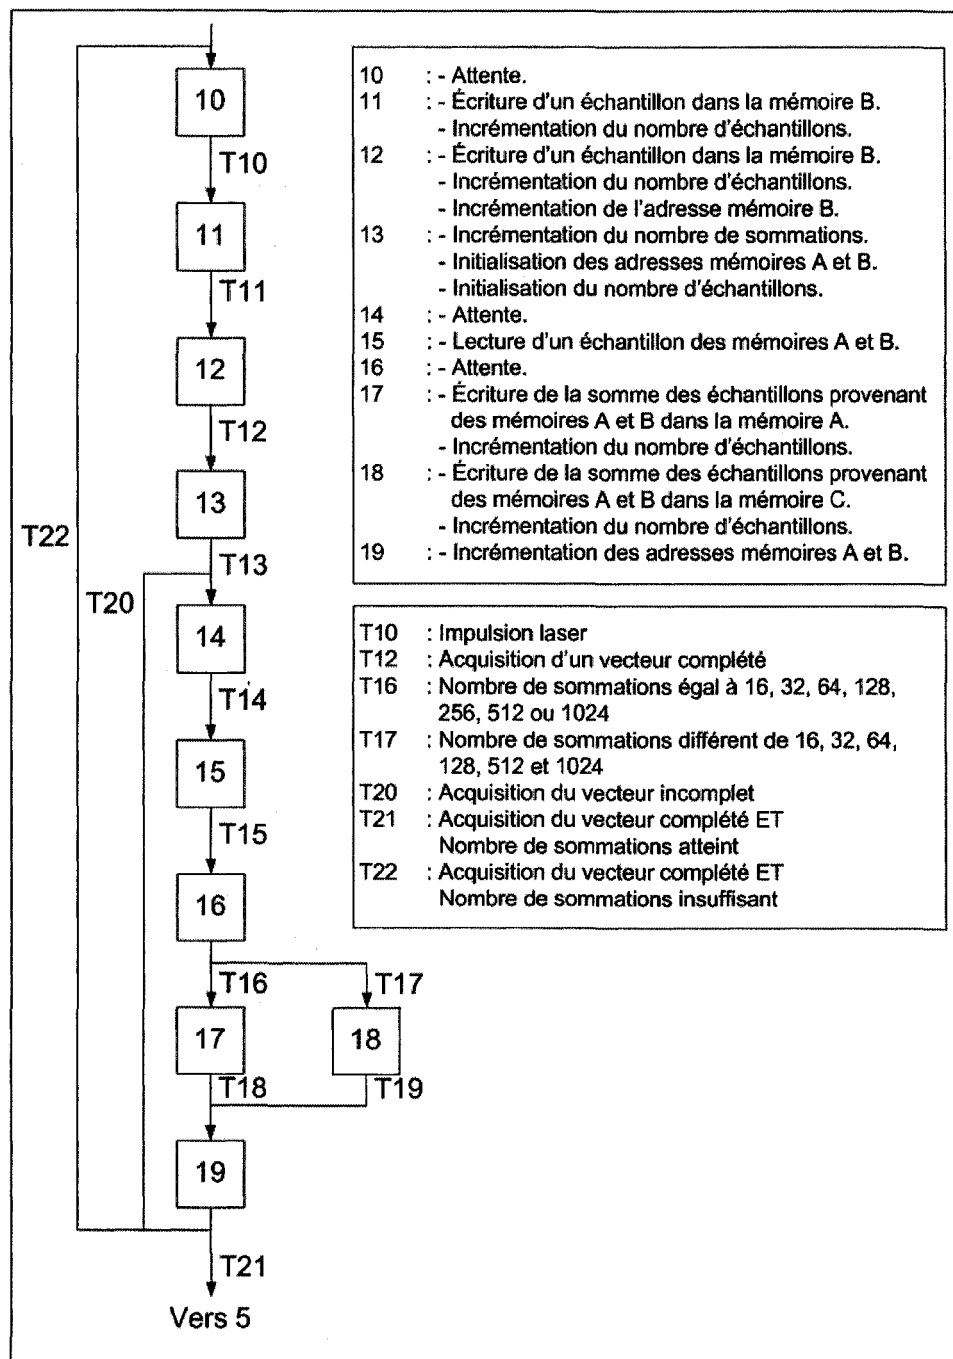 10
T10
11
T11
12
T12
13
T13
T22
T20
14
T14
15
T15
16
T16
T17
17
18
T18
T19
19
T21
Vers 5
10 : - Attente.
11 : - Écriture d'un échantillon dans la mémoire B.
- Incrémentation du nombre d'échantillons.
12 : - Écriture d'un échantillon dans la mémoire B.
- Incrémentation du nombre d'échantillons.
- Incrémentation de l'adresse mémoire B.
13 : - Incrémentation du nombre de sommations.
- Initialisation des adresses mémoires A et B.
- Initialisation du nombre d'échantillons.
14 : - Attente.
15 : - Lecture d'un échantillon des mémoires A et B.
16 : - Attente.
17 : - Écriture de la somme des échantillons provenant
des mémoires A et B dans la mémoire A.
- Incrémentation du nombre d'échantillons.
18 : - Écriture de la somme des échantillons provenant
des mémoires A et B dans la mémoire C.
- Incrémentation du nombre d'échantillons.
19 : - Incrémentation des adresses mémoires A et B.
T10 : Impulsion laser
T12 : Acquisition d'un vecteur complété
T16 : Nombre de sommations égal à 16, 32, 64, 128,
256, 512 ou 1024
T17 : Nombre de sommations différent de 16, 32, 64,
128, 512 et 1024
T20 : Acquisition du vecteur incomplet
T21 : Acquisition du vecteur complété ET
Nombre de sommations atteint
T22 : Acquisition du vecteur complété ET
Nombre de sommations insuffisant